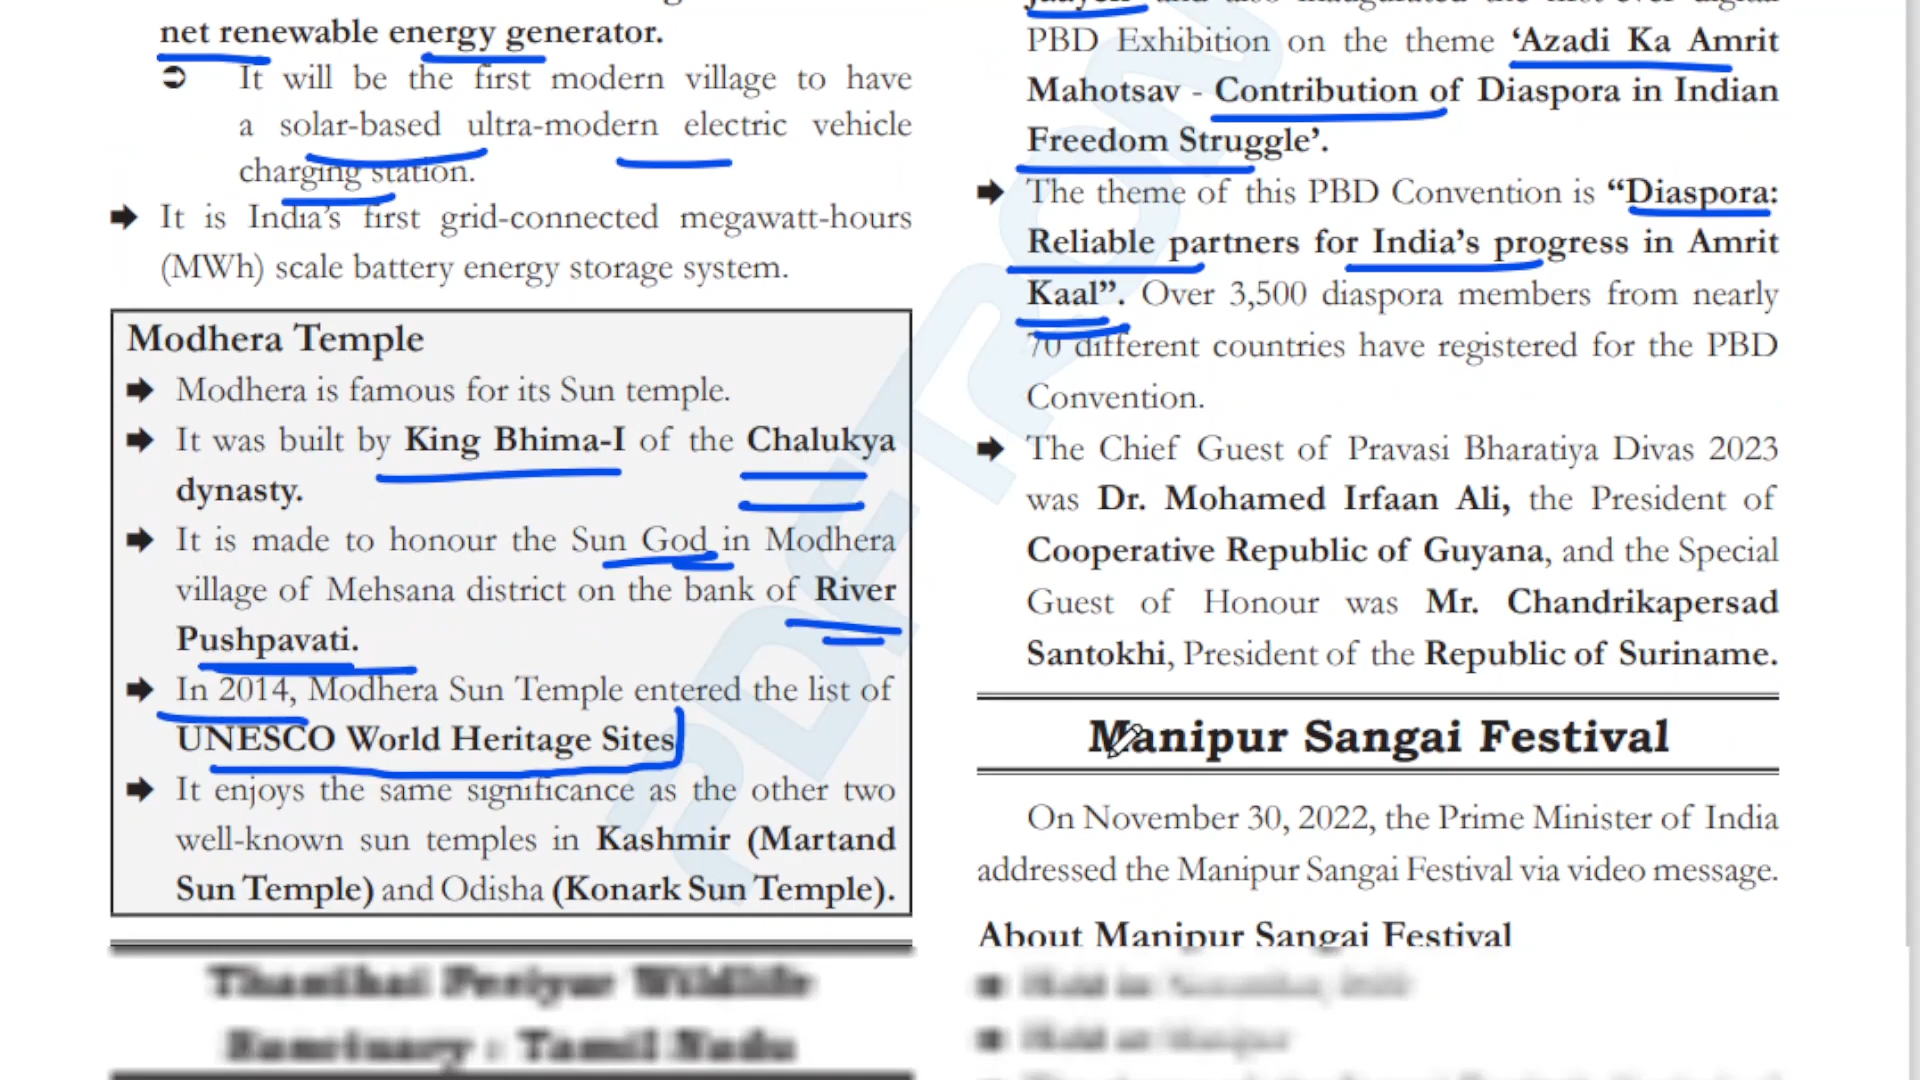 net renewable energy generator.
➲ It will be the first modern village to have
a solar-based ultra-modern electric vehicle
charging station.
➡ It is India's first grid-connected megawatt-hours
(MWh) scale battery energy storage system.
Modhera Temple
➡ Modhera is famous for its Sun temple.
➡ It was built by King Bhima-I of the Chalukya
dynasty.
➡ It is made to honour the Sun God in Modhera
village of Mehsana district on the bank of River
Pushpavati.
➡ In 2014, Modhera Sun Temple entered the list of
UNESCO World Heritage Sites
➡ It enjoys the same significance as the other two
well-known sun temples in Kashmir (Martand
Sun Temple) and Odisha (Konark Sun Temple).
PBD Exhibition on the theme ‘Azadi Ka Amrit
Mahotsav - Contribution of Diaspora in Indian
Freedom Struggle’.
➡ The theme of this PBD Convention is “Diaspora:
Reliable partners for India’s progress in Amrit
Kaal”. Over 3,500 diaspora members from nearly
70 different countries have registered for the PBD
Convention.
➡ The Chief Guest of Pravasi Bharatiya Divas 2023
was Dr. Mohamed Irfaan Ali, the President of
Cooperative Republic of Guyana, and the Special
Guest of Honour was Mr. Chandrikapersad
Santokhi, President of the Republic of Suriname.
Manipur Sangai Festival
On November 30, 2022, the Prime Minister of India
addressed the Manipur Sangai Festival via video message.
About Manipur Sangai Festival